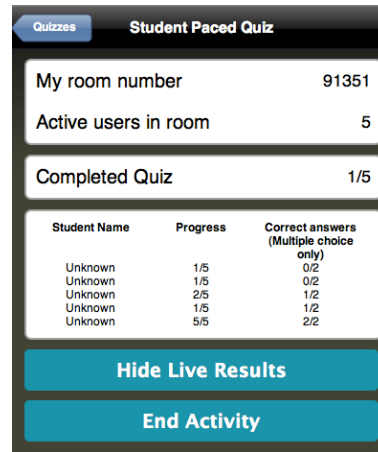 Quizzes Student Paced Quiz
My room number 91351
Active users in room 5
Completed Quiz 1/5
Student Name Progress Correct answers
(Multiple choice
only)
Unknown 1/5 0/2
Unknown 1/5 0/2
Unknown 2/5 1/2
Unknown 1/5 1/2
Unknown 5/5 2/2
Hide Live Results
End Activity